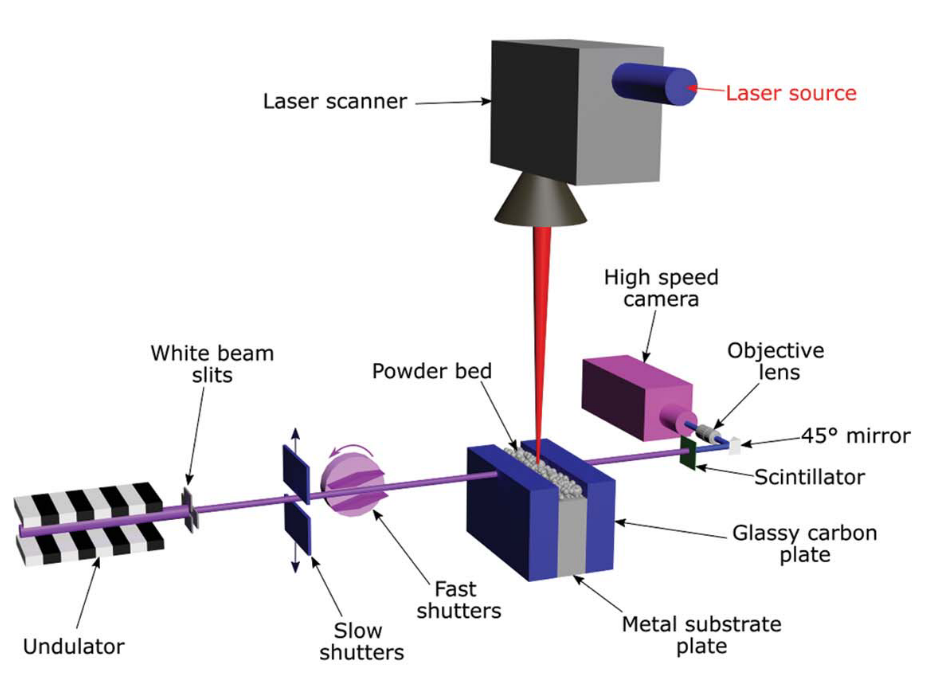 Laser scanner
Laser source
High speed
camera
White beam
slits
Powder bed
Objective
lens
45° mirror
Scintillator
Glassy carbon
plate
Fast
shutters
Metal substrate
plate
Slow
shutters
Undulator